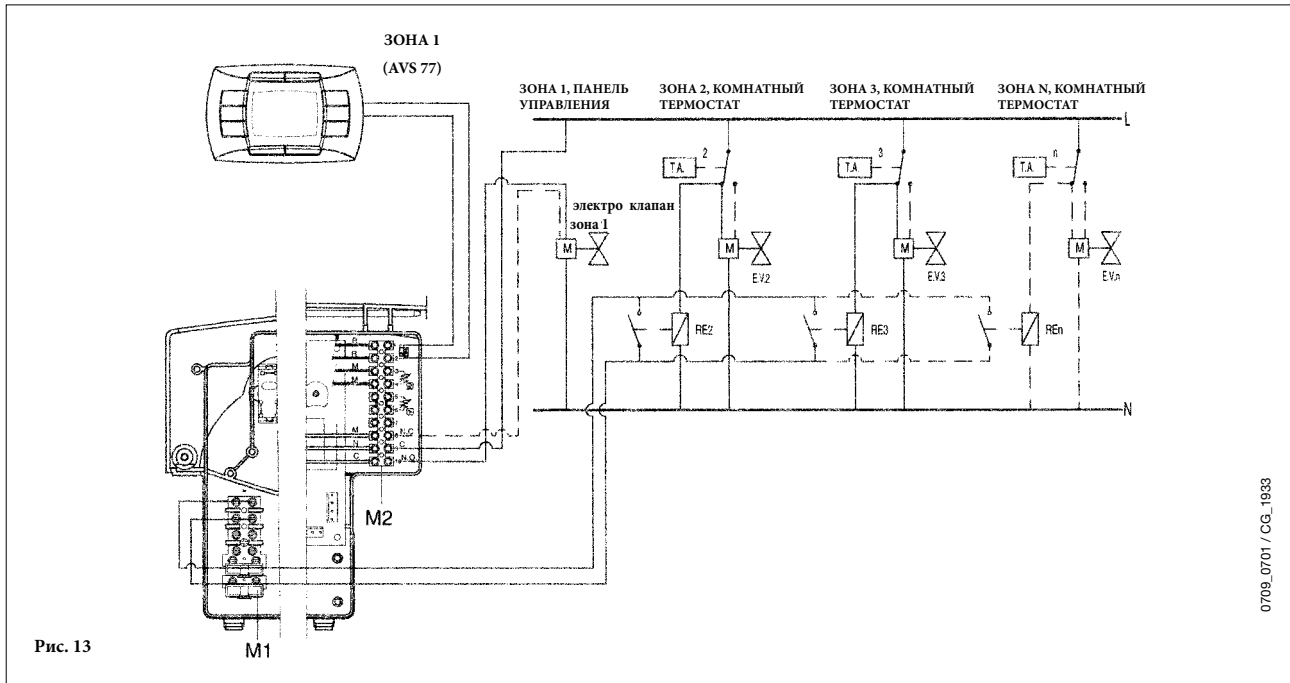 ЗОНА 1
(AVS 77)
ЗОНА 1, ПАНЕЛЬ
УПРАВЛЕНИЯ
ЗОНА 2, КОМНАТНЫЙ
ТЕРМОСТАТ
ЗОНА 3, КОМНАТНЫЙ
ТЕРМОСТАТ
ЗОНА N, КОМНАТНЫЙ
ТЕРМОСТАТ
L
2
T.A.
3
T.A.
n
T.A.
электро клапан
зона 1
M
M
M
M
E.V.2
E.V.3
E.V.n
RE2
RE3
REn
N
R
R
M
M
M
N
C
N.C
C
N.O
M2
M1
Рис. 13
0709_0701 / CG_1933